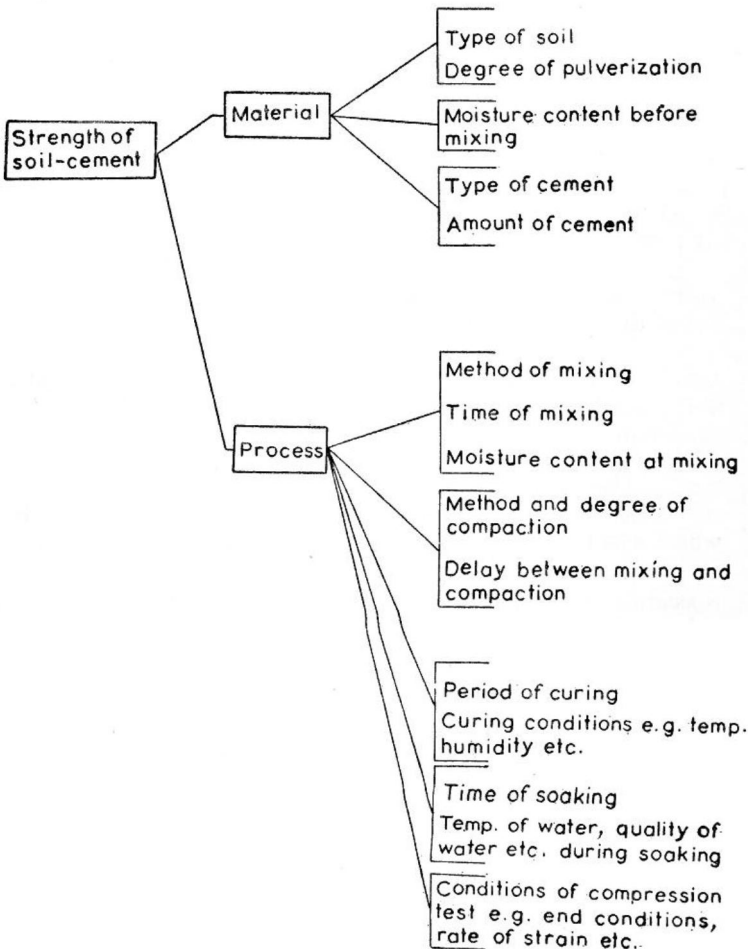 Strength of
soil-cement
Material
Type of soil
Degree of pulverization
Moisture content before
mixing
Type of cement
Amount of cement
Process
Method of mixing
Time of mixing
Moisture content at mixing
Method and degree of
compaction
Delay between mixing and
compaction
Period of curing
Curing conditions e.g. temp.
humidity etc.
Time of soaking
Temp. of water, quality of
water etc. during soaking
Conditions of compression
test e.g. end conditions,
rate of strain etc.